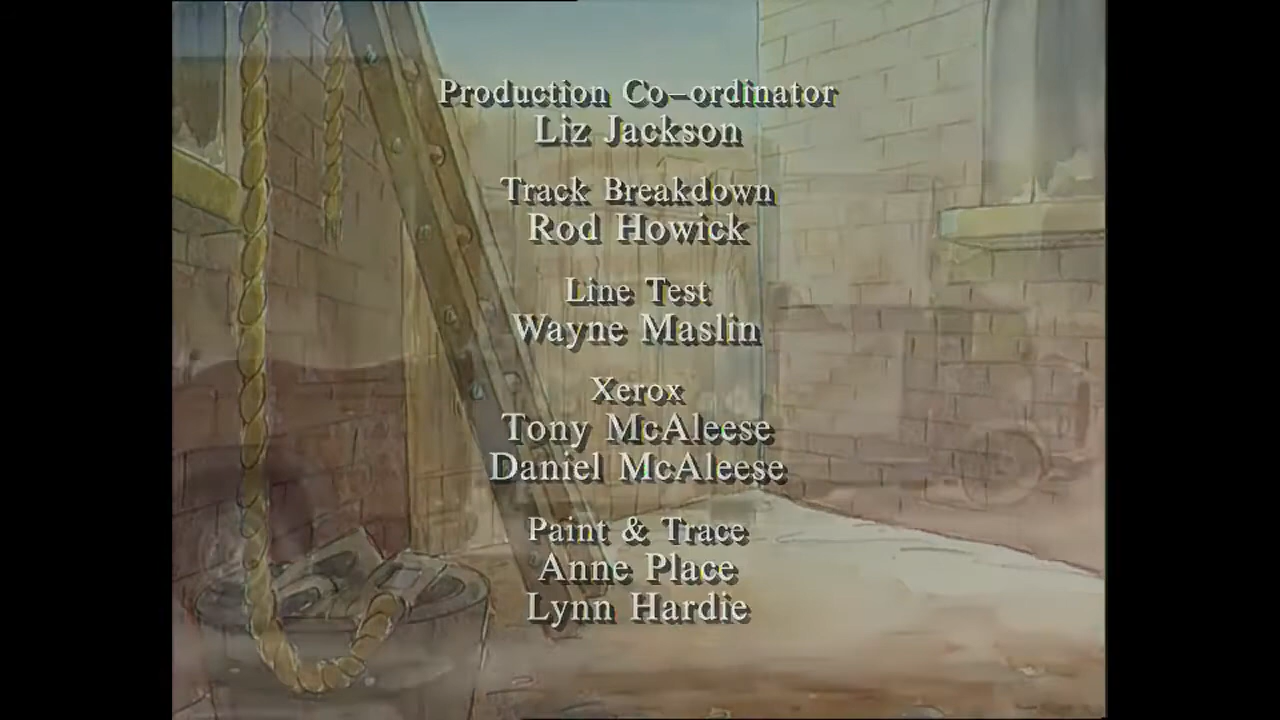 Production Co-ordinator
Liz Jackson
Track Breakdown
Rod Howick
Line Test
Wayne Maslin
Xerox
Tony McAleese
Daniel McAleese
Paint & Trace
Anne Place
Lynn Hardie